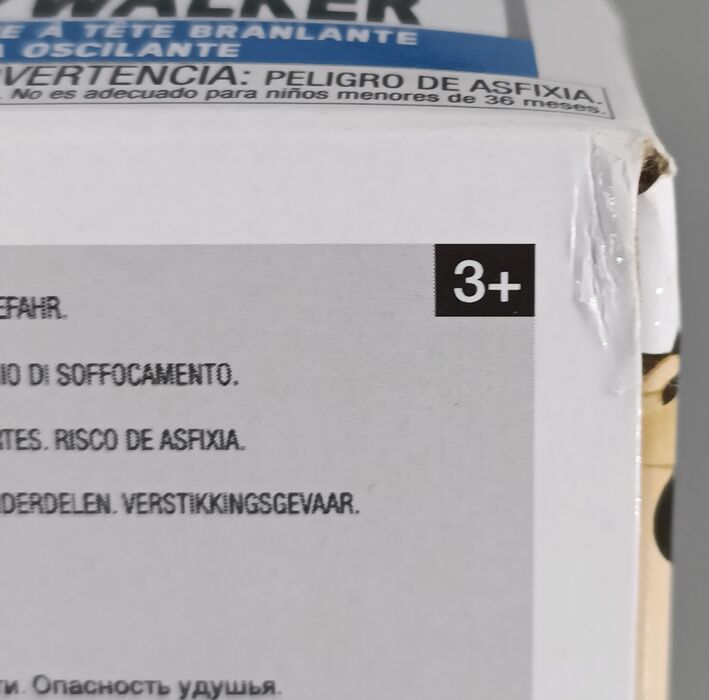 WALKER
E À TÊTE BRANLANTE
A OSCILANTE
VERTENCIA: PELIGRO DE ASFIXIA.
. No es adecuado para niños menores de 36 meses.
3+
EFAHR.
IO DI SOFFOCAMENTO.
TES. RISCO DE ASFIXIA.
DERDELEN. VERSTIKKINGSGEVAAR.
ти. Опасность удушья.